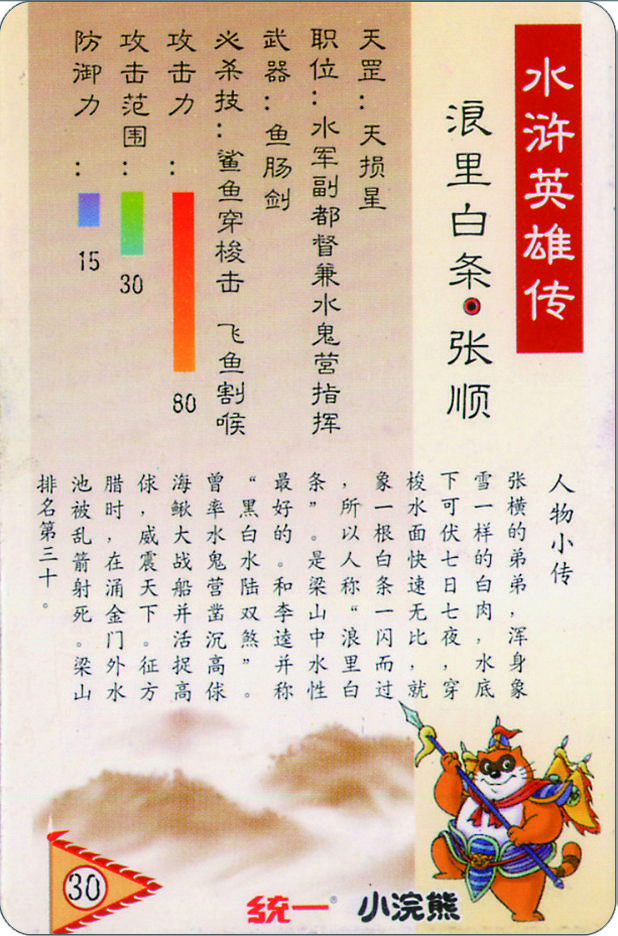 水浒英雄传
浪里白条·张顺
天罡：天损星
职位：水军副都督兼水鬼营指挥
武器：鱼肠剑
必杀技：鲨鱼穿梭击 飞鱼割喉
攻击力：80
攻击范围：30
防御力：15
人物小传
张横的弟弟，浑身象
雪一样的白肉，水底
下可伏七日七夜，穿
梭水面快速无比，就
象一根白条一闪而过
，所以人称“浪里白
条”。是梁山中水性
最好的。和李逵并称
“黑白水陆双煞”。
曾率水鬼营凿沉高俅
海鳅大战船并活捉高
俅，威震天下。征方
腊时，在涌金门外水
池被乱箭射死。梁山
排名第三十。
30
统一® 小浣熊